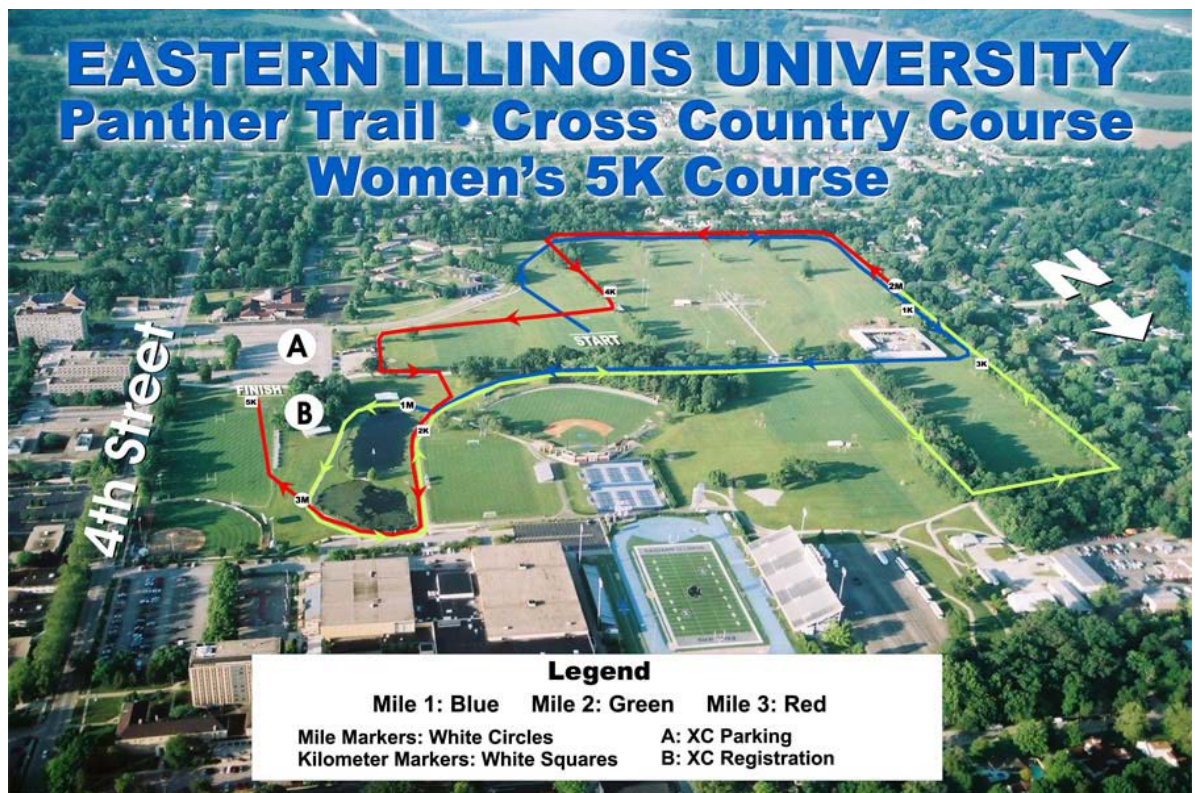 EASTERN ILLINOIS UNIVERSITY
Panther Trail • Cross Country Course
Women's 5K Course
N
4th Street
A
B
FINISH
5K
START
1M
2K
3M
4K
2M
1K
3K
EASTERN ILLINOIS
Legend
Mile 1: Blue Mile 2: Green Mile 3: Red
Mile Markers: White Circles A: XC Parking
Kilometer Markers: White Squares B: XC Registration